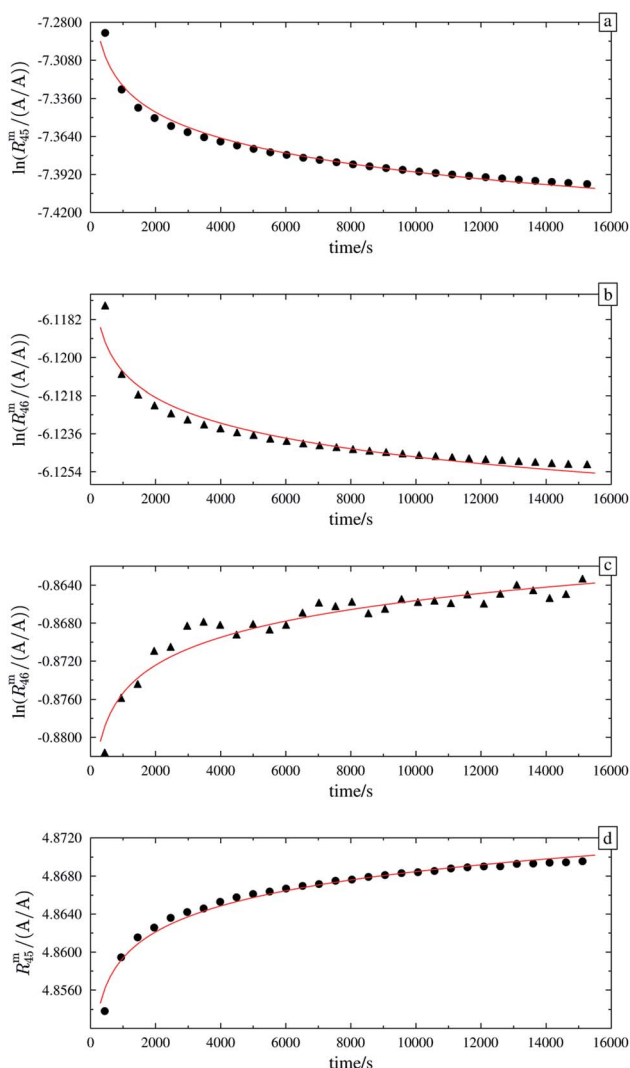 a
-7.2800
-7.3080
-7.3360
-7.3640
-7.3920
-7.4200
ln(R^m_45/(A/A))
0 2000 4000 6000 8000 10000 12000 14000 16000
time/s
b
-6.1182
-6.1200
-6.1218
-6.1236
-6.1254
ln(R^m_46/(A/A))
0 2000 4000 6000 8000 10000 12000 14000 16000
time/s
c
-0.8640
-0.8680
-0.8720
-0.8760
-0.8800
ln(R^m_46/(A/A))
0 2000 4000 6000 8000 10000 12000 14000 16000
time/s
d
4.8720
4.8680
4.8640
4.8600
4.8560
R^m_45/(A/A)
0 2000 4000 6000 8000 10000 12000 14000 16000
time/s